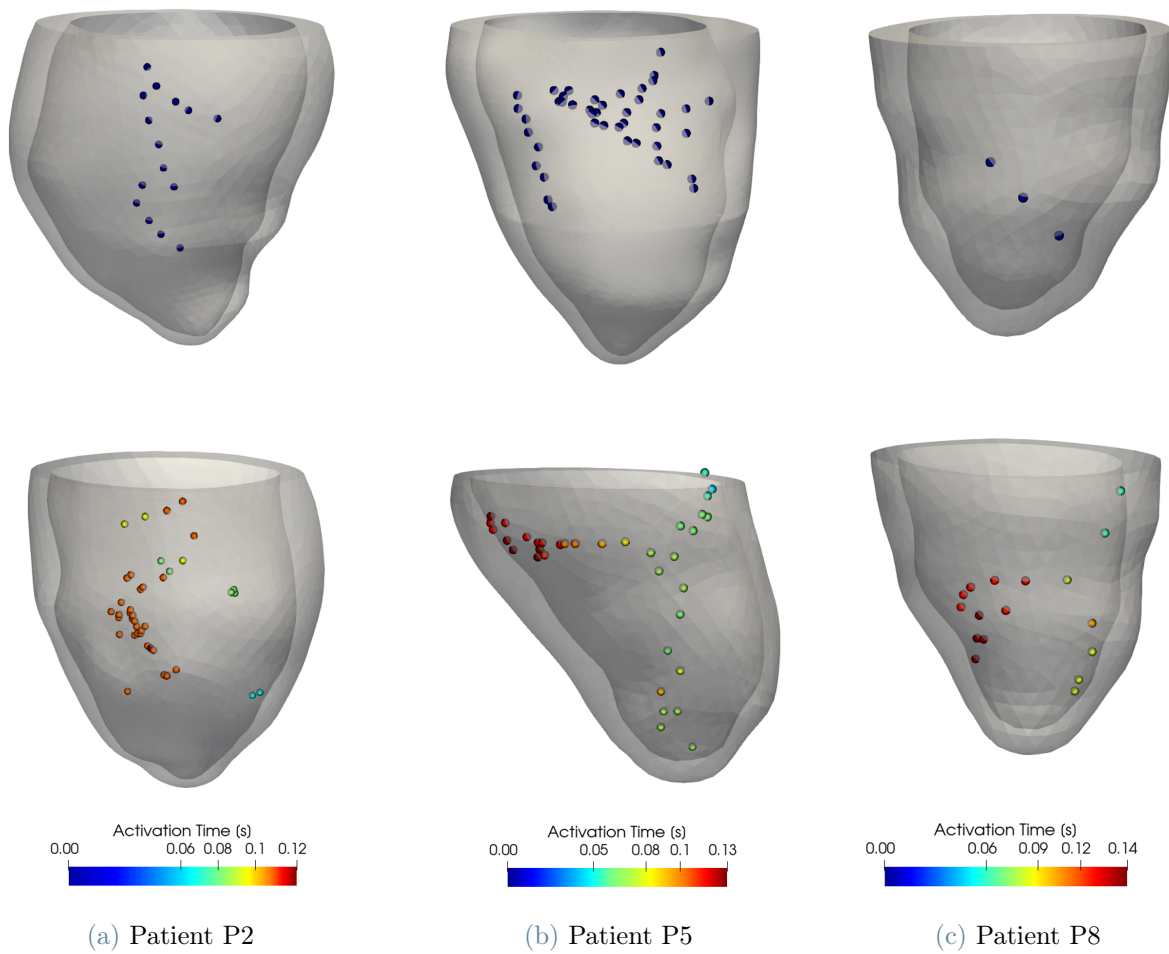 Activation Time (s)
0.00 0.06 0.08 0.1 0.12
Activation Time (s)
0.00 0.05 0.08 0.1 0.13
Activation Time (s)
0.00 0.06 0.09 0.12 0.14
(a) Patient P2
(b) Patient P5
(c) Patient P8